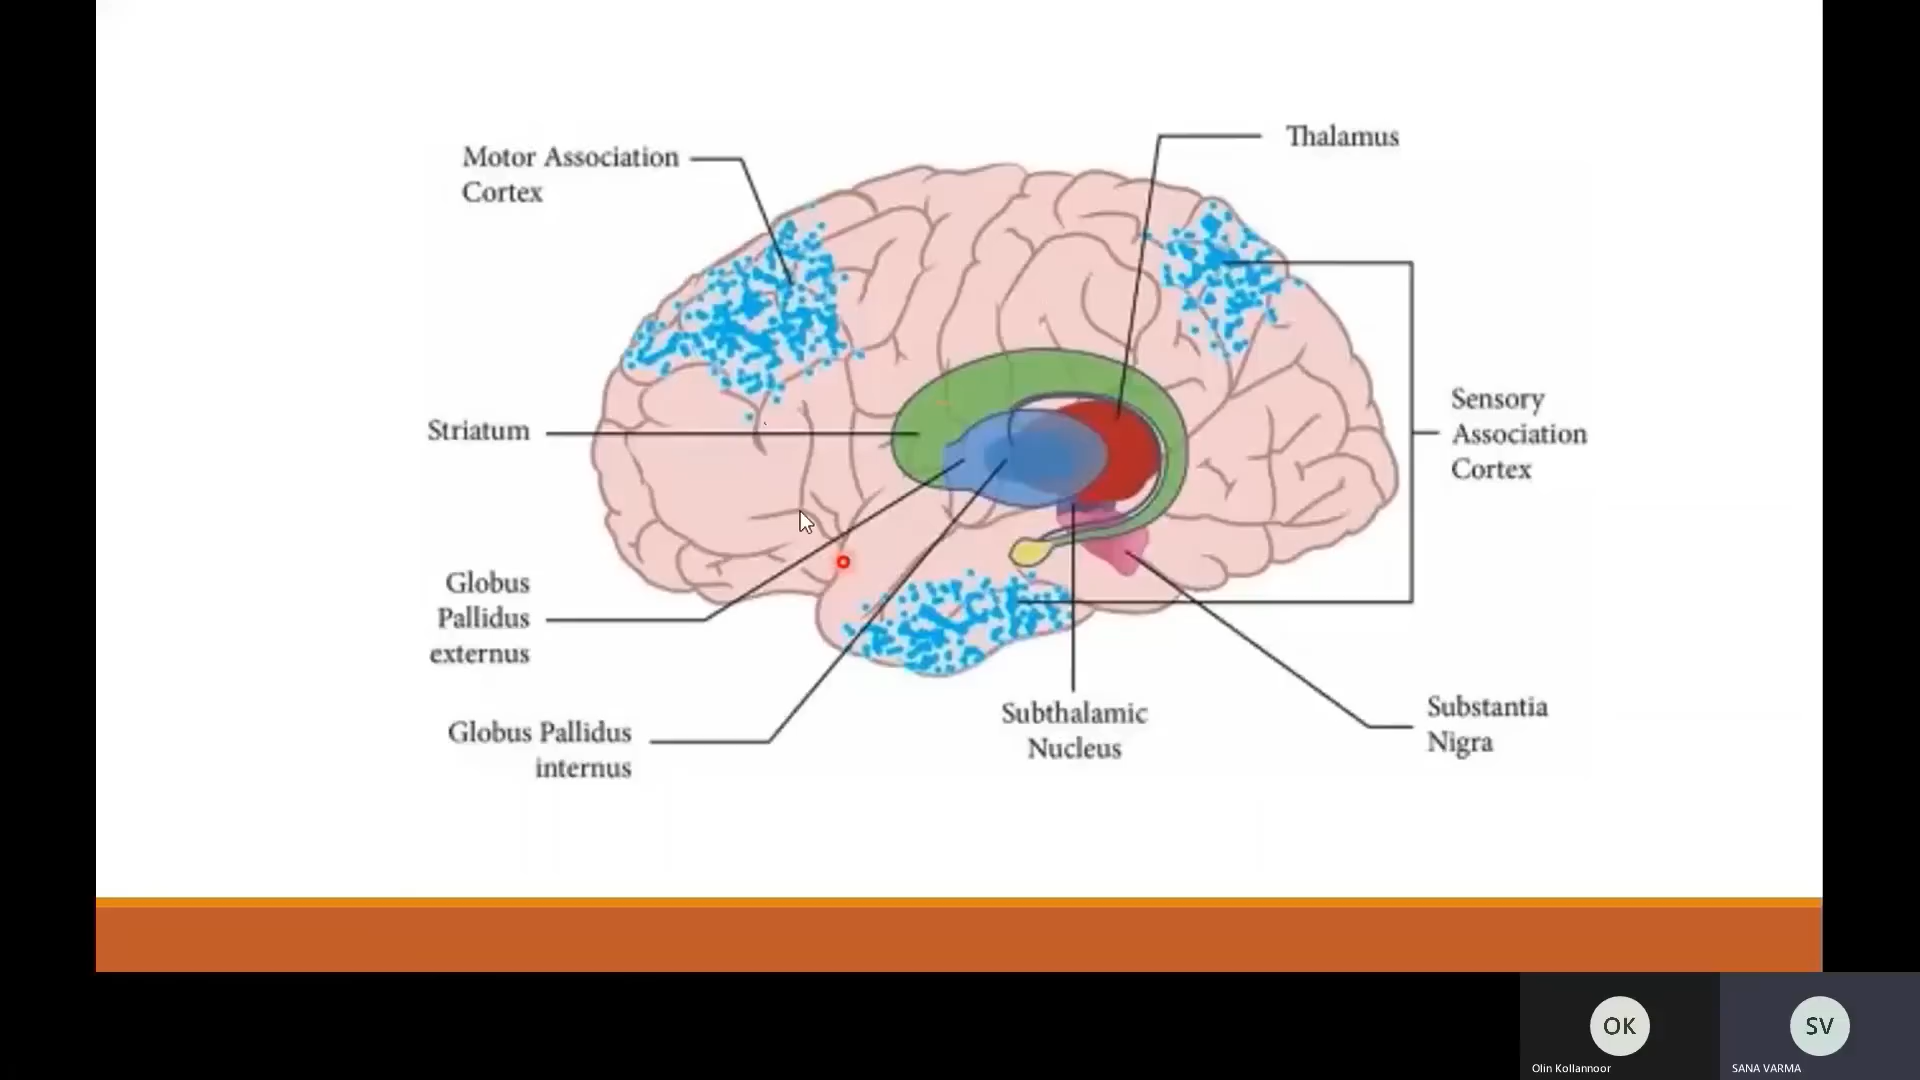 Thalamus
Motor Association
Cortex
Striatum
Sensory
Association
Cortex
Globus
Pallidus
externus
Globus Pallidus
internus
Subthalamic
Nucleus
Substantia
Nigra
OK
SV
Olin Kollannoor
SANA VARMA